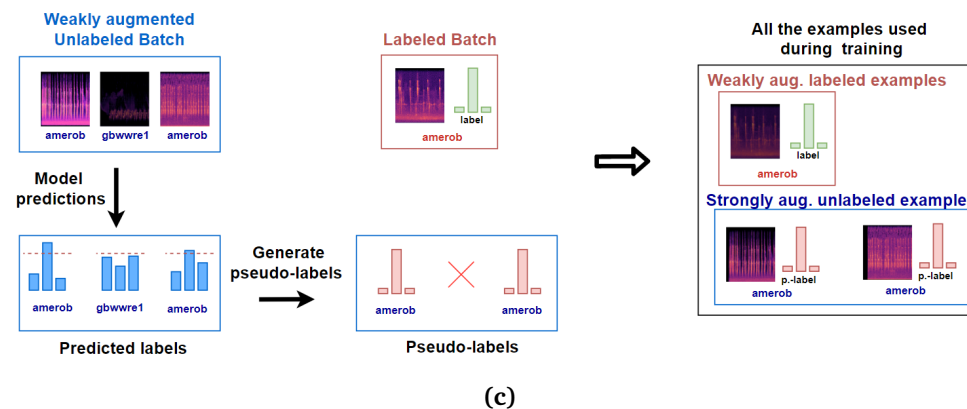 Weakly augmented
Unlabeled Batch
amerob
gbwwre1
amerob
Labeled Batch
label
amerob
All the examples used
during training
Weakly aug. labeled examples
label
amerob
Strongly aug. unlabeled example
p.-label
amerob
p.-label
amerob
Model
predictions
amerob
gbwwre1
amerob
Predicted labels
Generate
pseudo-labels
amerob
amerob
Pseudo-labels
(c)